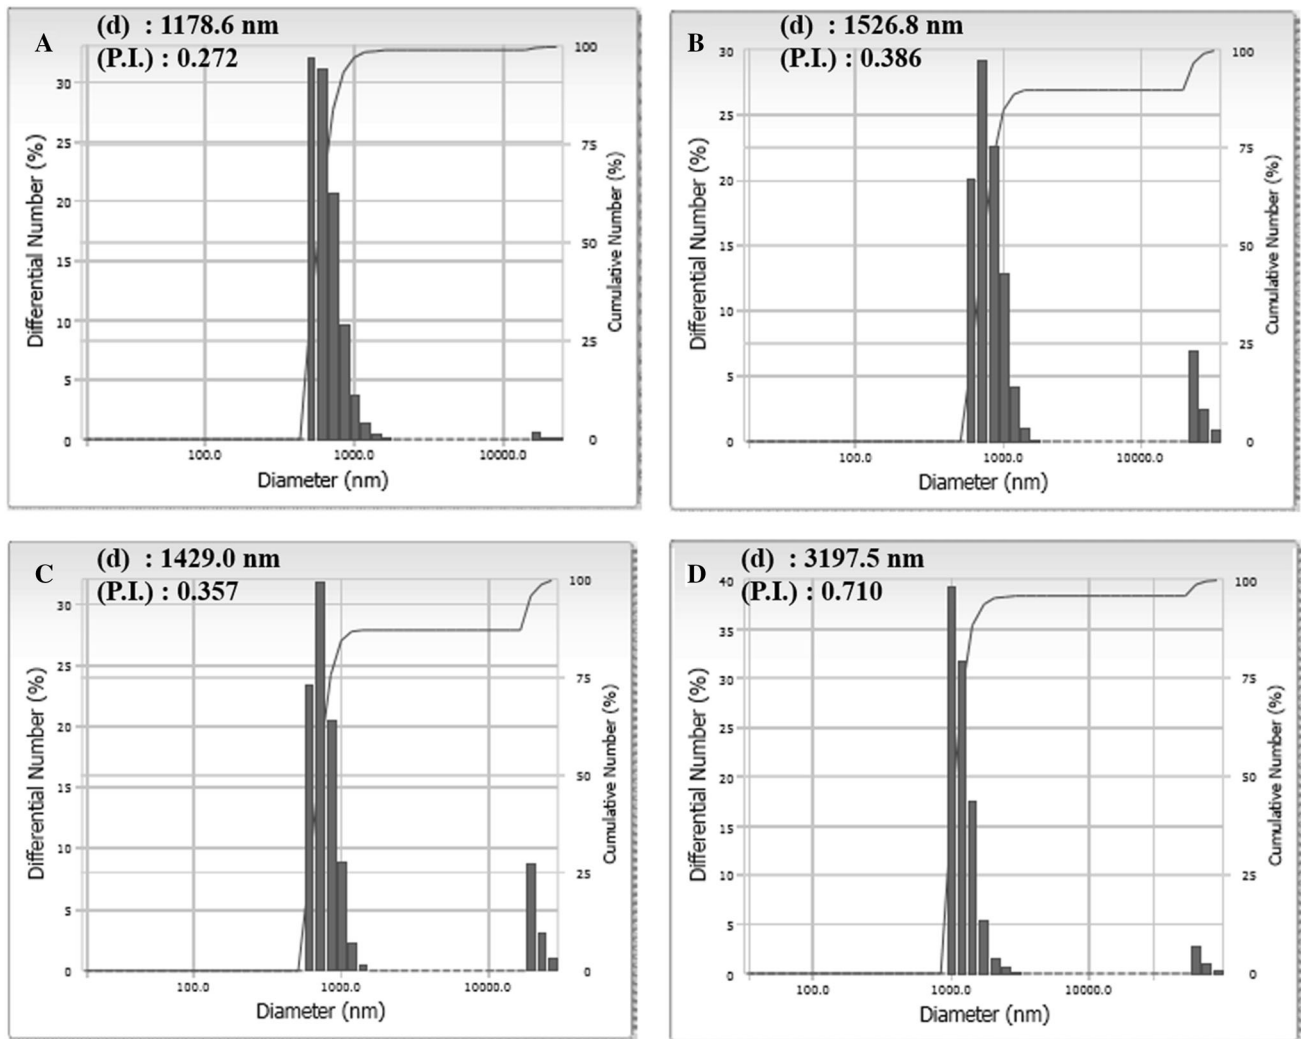 A
(d) : 1178.6 nm
(P.I.) : 0.272
Differential Number (%)
30
25
20
15
10
5
0
100
75
50
25
0
Cumulative Number (%)
100.0
1000.0
10000.0
Diameter (nm)
B
(d) : 1526.8 nm
(P.I.) : 0.386
Differential Number (%)
30
25
20
15
10
5
0
100
75
50
25
0
Cumulative Number (%)
100.0
1000.0
10000.0
Diameter (nm)
C
(d) : 1429.0 nm
(P.I.) : 0.357
Differential Number (%)
30
25
20
15
10
5
0
100
75
50
25
0
Cumulative Number (%)
100.0
1000.0
10000.0
Diameter (nm)
D
(d) : 3197.5 nm
(P.I.) : 0.710
Differential Number (%)
40
35
30
25
20
15
10
5
0
100
75
50
25
0
Cumulative Number (%)
100.0
1000.0
10000.0
Diameter (nm)